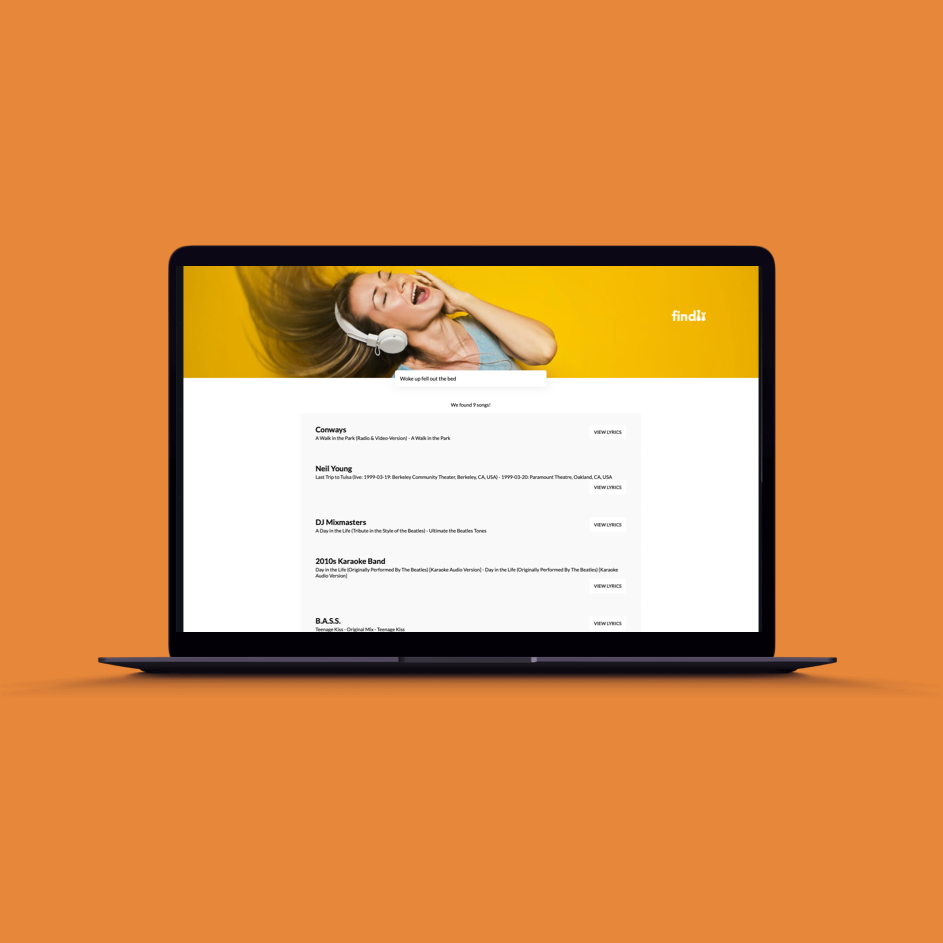 findit
Woke up fell out the bed
We found 9 songs!
Conways
A Walk in the Park (Radio & Video-Version) - A Walk in the Park
VIEW LYRICS
Neil Young
Last Trip to Tulsa (live: 1999-03-19: Berkeley Community Theater, Berkeley, CA, USA) - 1999-03-20: Paramount Theatre, Oakland, CA, USA
VIEW LYRICS
DJ Mixmasters
A Day in the Life (Tribute in the Style of the Beatles) - Ultimate the Beatles Tones
VIEW LYRICS
2010s Karaoke Band
Day in the Life (Originally Performed By The Beatles) [Karaoke Audio Version] - Day in the Life (Originally Performed By The Beatles) [Karaoke
Audio Version]
VIEW LYRICS
B.A.S.S.
Teenage Kiss - Original Mix - Teenage Kiss
VIEW LYRICS